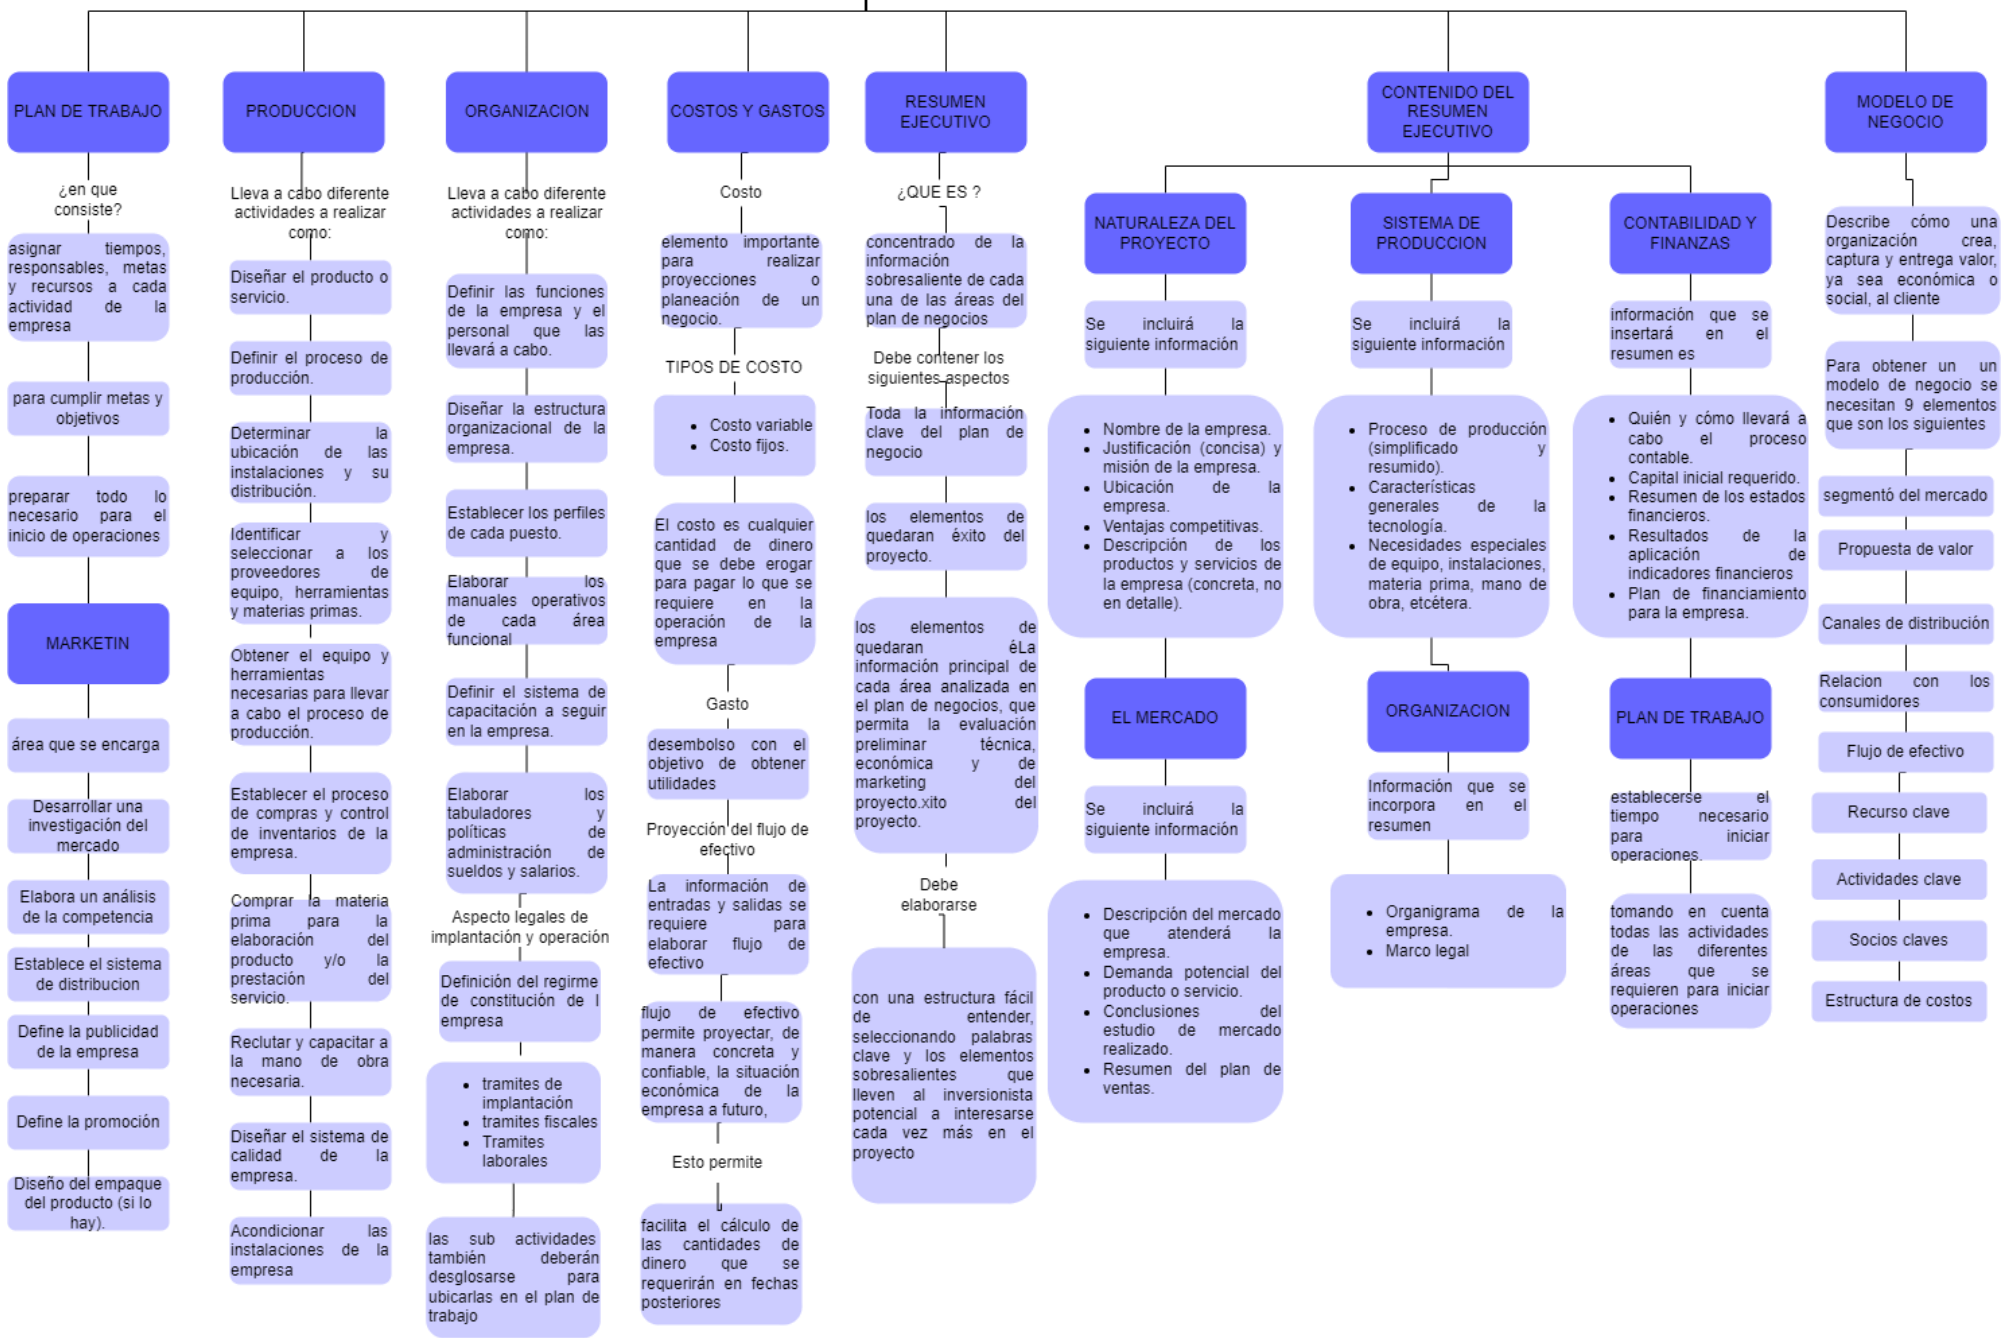 PLAN DE TRABAJO
¿en que
consiste?
asignar tiempos,
responsables, metas
y recursos a cada
actividad de la
empresa
para cumplir metas y
objetivos
preparar todo lo
necesario para el
inicio de operaciones
MARKETIN
área que se encarga
Desarrollar una
investigación del
mercado
Elabora un análisis
de la competencia
Establece el sistema
de distribucion
Define la publicidad
de la empresa
Define la promoción
Diseño del empaque
del producto (si lo
hay).
PRODUCCION
Lleva a cabo diferente
actividades a realizar
como:
Diseñar el producto o
servicio.
Definir el proceso de
producción.
Determinar la
ubicación de las
instalaciones y su
distribución.
Identificar y
seleccionar a los
proveedores de
equipo, herramientas
y materias primas.
Obtener el equipo y
herramientas
necesarias para llevar
a cabo el proceso de
producción.
Establecer el proceso
de compras y control
de inventarios de la
empresa.
Comprar la materia
prima para la
elaboración del
producto y/o la
prestación del
servicio.
Reclutar y capacitar a
la mano de obra
necesaria.
Diseñar el sistema de
calidad de la
empresa.
Acondicionar las
instalaciones de la
empresa
ORGANIZACION
Lleva a cabo diferente
actividades a realizar
como:
Definir las funciones
de la empresa y el
personal que las
llevará a cabo.
Diseñar la estructura
organizacional de la
empresa.
Establecer los perfiles
de cada puesto.
Elaborar los
manuales operativos
de cada área
funcional
Definir el sistema de
capacitación a seguir
en la empresa.
Elaborar los
tabuladores y
políticas de
administración de
sueldos y salarios.
Aspecto legales de
implantación y operación
Definición del regirme
de constitución de l
empresa
• tramites de
implantación
• tramites fiscales
• Tramites
laborales
las sub actividades
también deberán
desglosarse para
ubicarlas en el plan de
trabajo
COSTOS Y GASTOS
Costo
elemento importante
para realizar
proyecciones o
planeación de un
negocio.
TIPOS DE COSTO
• Costo variable
• Costo fijos.
El costo es cualquier
cantidad de dinero
que se debe erogar
para pagar lo que se
requiere en la
operación de la
empresa
Gasto
desembolso con el
objetivo de obtener
utilidades
Proyección del flujo de
efectivo
La información de
entradas y salidas se
requiere para
elaborar flujo de
efectivo
flujo de efectivo
permite proyectar, de
manera concreta y
confiable, la situación
económica de la
empresa a futuro,
Esto permite
facilita el cálculo de
las cantidades de
dinero que se
requerirán en fechas
posteriores
RESUMEN
EJECUTIVO
¿QUE ES ?
concentrado de la
información
sobresaliente de cada
una de las áreas del
plan de negocios
Debe contener los
siguientes aspectos
Toda la información
clave del plan de
negocio
los elementos de
quedaran éxito del
proyecto.
los elementos de
quedaran éLa
información principal de
cada área analizada en
el plan de negocios, que
permita la evaluación
preliminar técnica,
económica y de
marketing del
proyecto.xito del
proyecto.
Debe
elaborarse
con una estructura fácil
de entender,
seleccionando palabras
clave y los elementos
sobresalientes que
lleven al inversionista
potencial a interesarse
cada vez más en el
proyecto
CONTENIDO DEL
RESUMEN
EJECUTIVO
NATURALEZA DEL
PROYECTO
Se incluirá la
siguiente información
• Nombre de la empresa.
• Justificación (concisa) y
misión de la empresa.
• Ubicación de la
empresa.
• Ventajas competitivas.
• Descripción de los
productos y servicios de
la empresa (concreta, no
en detalle).
EL MERCADO
Se incluirá la
siguiente información
• Descripción del mercado
que atenderá la
empresa.
• Demanda potencial del
producto o servicio.
• Conclusiones del
estudio de mercado
realizado.
• Resumen del plan de
ventas.
SISTEMA DE
PRODUCCION
Se incluirá la
siguiente información
• Proceso de producción
(simplificado y
resumido).
• Características
generales de la
tecnología.
• Necesidades especiales
de equipo, instalaciones,
materia prima, mano de
obra, etcétera.
ORGANIZACION
Información que se
incorpora en el
resumen
• Organigrama de la
empresa.
• Marco legal
CONTABILIDAD Y
FINANZAS
información que se
insertará en el
resumen es
• Quién y cómo llevará a
cabo el proceso
contable.
• Capital inicial requerido.
• Resumen de los estados
financieros.
• Resultados de la
aplicación de
indicadores financieros
• Plan de financiamiento
para la empresa.
PLAN DE TRABAJO
establecerse el
tiempo necesario
para iniciar
operaciones.
tomando en cuenta
todas las actividades
de las diferentes
áreas que se
requieren para iniciar
operaciones
MODELO DE
NEGOCIO
Describe cómo una
organización crea,
captura y entrega valor,
ya sea económica o
social, al cliente
Para obtener un un
modelo de negocio se
necesitan 9 elementos
que son los siguientes
segmentó del mercado
Propuesta de valor
Canales de distribución
Relacion con los
consumidores
Flujo de efectivo
Recurso clave
Actividades clave
Socios claves
Estructura de costos